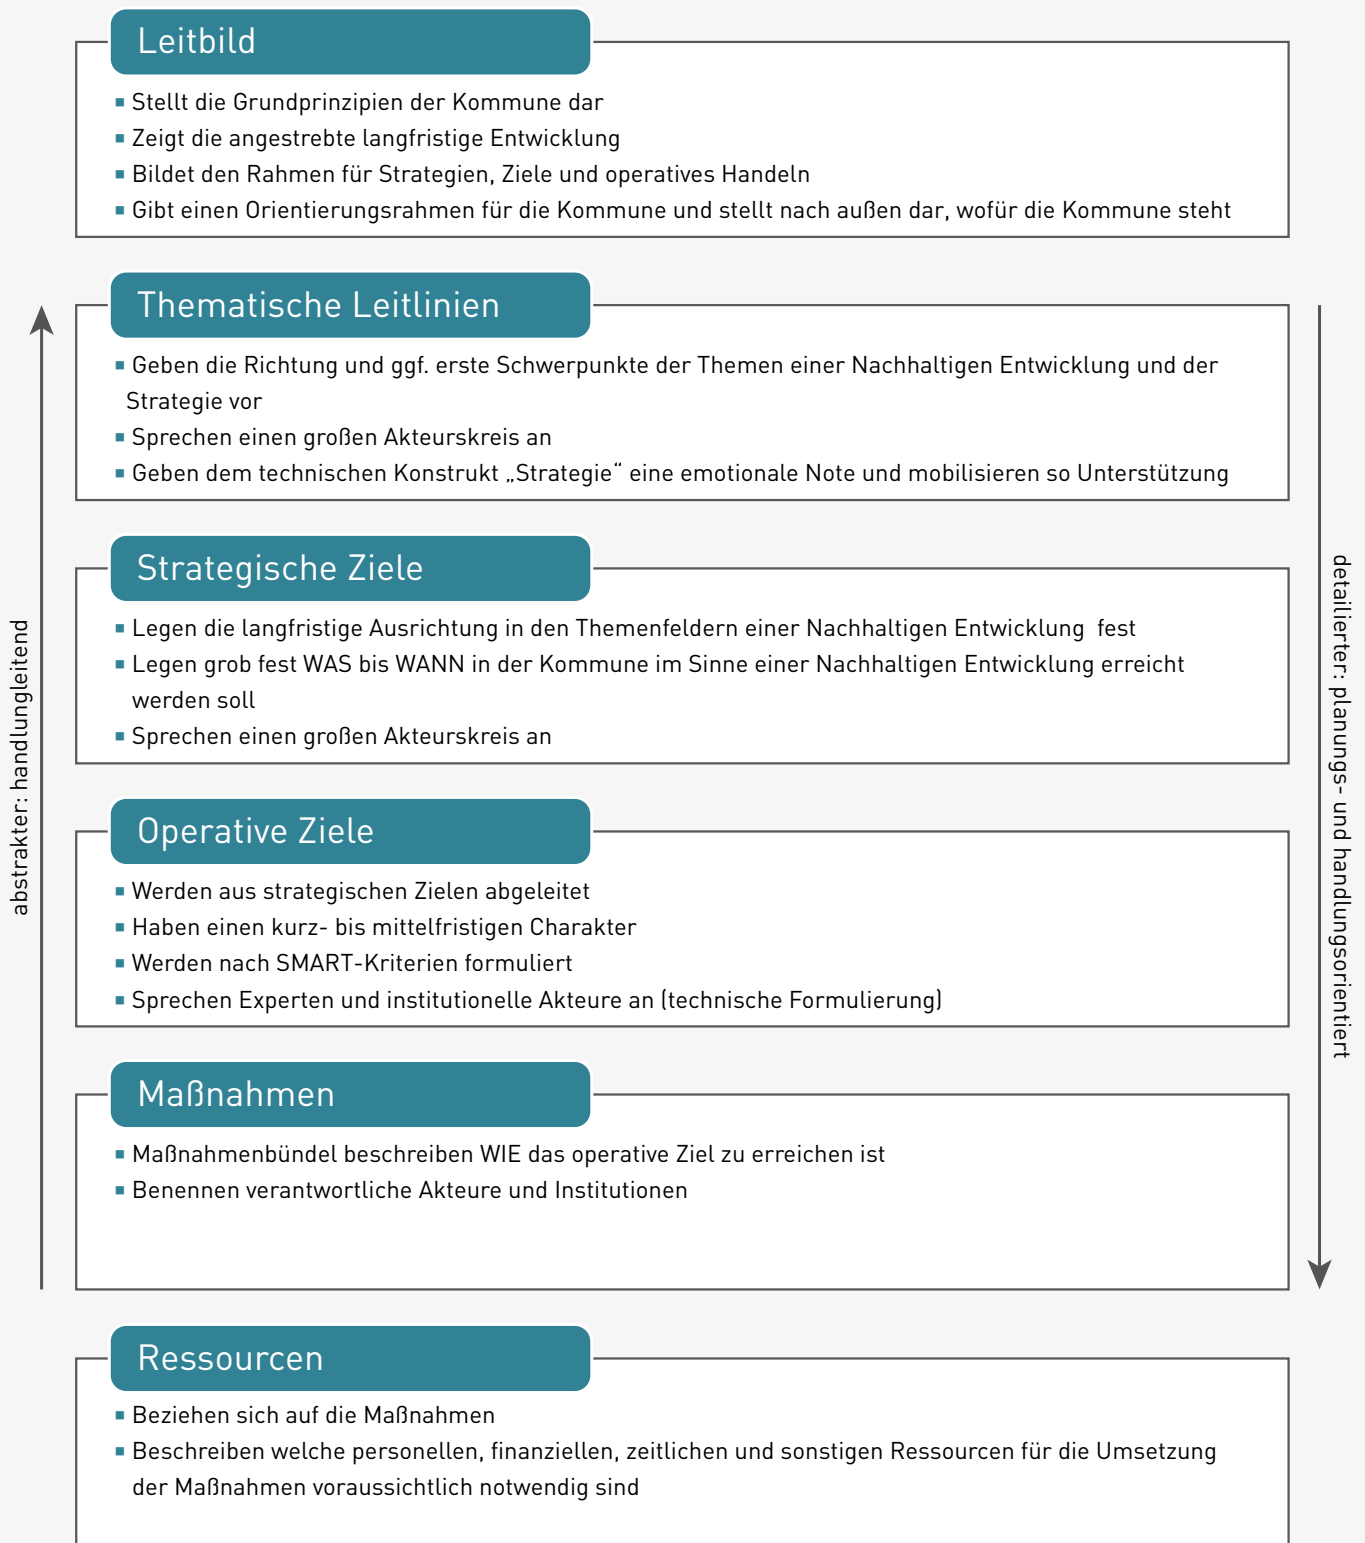 Leitbild
▪ Stellt die Grundprinzipien der Kommune dar
▪ Zeigt die angestrebte langfristige Entwicklung
▪ Bildet den Rahmen für Strategien, Ziele und operatives Handeln
▪ Gibt einen Orientierungsrahmen für die Kommune und stellt nach außen dar, wofür die Kommune steht
Thematische Leitlinien
▪ Geben die Richtung und ggf. erste Schwerpunkte der Themen einer Nachhaltigen Entwicklung und der
Strategie vor
▪ Sprechen einen großen Akteurskreis an
▪ Geben dem technischen Konstrukt „Strategie“ eine emotionale Note und mobilisieren so Unterstützung
Strategische Ziele
▪ Legen die langfristige Ausrichtung in den Themenfeldern einer Nachhaltigen Entwicklung fest
▪ Legen grob fest WAS bis WANN in der Kommune im Sinne einer Nachhaltigen Entwicklung erreicht
werden soll
▪ Sprechen einen großen Akteurskreis an
Operative Ziele
▪ Werden aus strategischen Zielen abgeleitet
▪ Haben einen kurz- bis mittelfristigen Charakter
▪ Werden nach SMART-Kriterien formuliert
▪ Sprechen Experten und institutionelle Akteure an (technische Formulierung)
Maßnahmen
▪ Maßnahmenbündel beschreiben WIE das operative Ziel zu erreichen ist
▪ Benennen verantwortliche Akteure und Institutionen
Ressourcen
▪ Beziehen sich auf die Maßnahmen
▪ Beschreiben welche personellen, finanziellen, zeitlichen und sonstigen Ressourcen für die Umsetzung
der Maßnahmen voraussichtlich notwendig sind
abstrakter: handlungleitend
detailierter: planungs- und handlungsorientiert